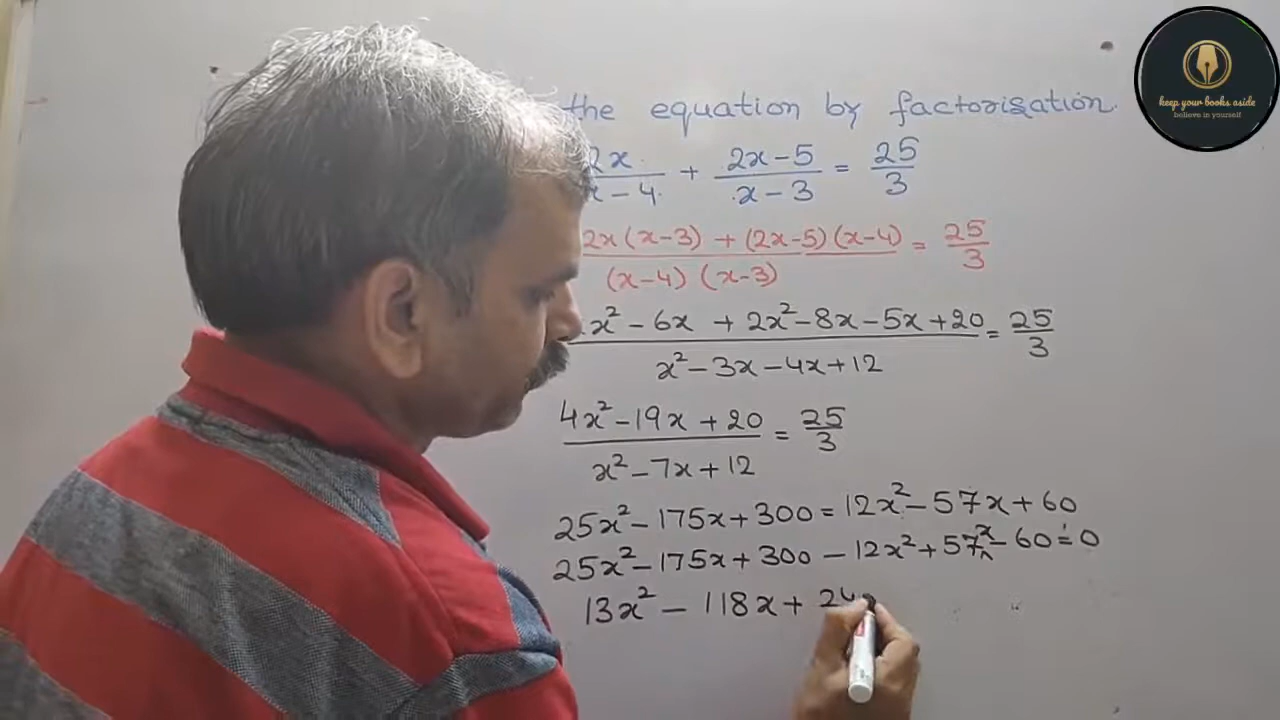 the equation by factorisation.
2x/x-4 + 2x-5/x-3 = 25/3
2x(x-3) + (2x-5)(x-4)/(x-4) (x-3) = 25/3
x² - 6x + 2x² - 8x - 5x + 20/x² - 3x - 4x + 12 = 25/3
4x² - 19x + 20/x² - 7x + 12 = 25/3
25x² - 175x + 300 = 12x² - 57x + 60
25x² - 175x + 300 - 12x² + 57x - 60 = 0
13x² - 118x + 24
keep your books aside
believe in yourself